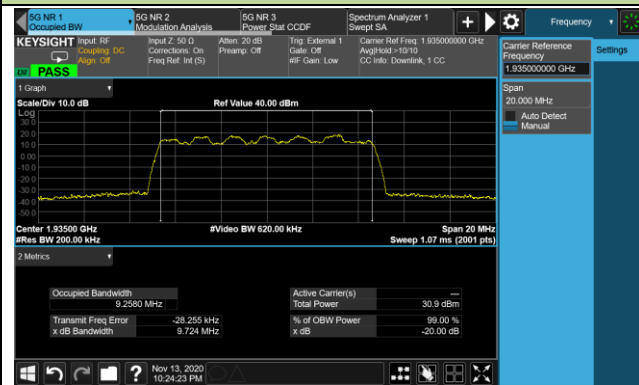 5G NR 1
Occupied BW
5G NR 2
Modulation Analysis
5G NR 3
Power Stat CCDF
Spectrum Analyzer 1
Swept SA
Frequency
KEYSIGHT
Input: RF
Coupling: DC
Align: Off
Input Z: 50 Ω
Corrections: On
Freq Ref: Int (S)
Atten: 20 dB
Preamp: Off
Trig: External 1
Gate: Off
#IF Gain: Low
Carrier Ref Freq: 1.935000000 GHz
Avg|Hold:>10/10
CC Info: Downlink, 1 CC
PASS
Carrier Reference
Frequency
1.935000000 GHz
Settings
Span
20.000 MHz
Auto Detect
Manual
1 Graph
Scale/Div 10.0 dB
Ref Value 40.00 dBm
Log
30.0
20.0
10.0
0.00
-10.0
-20.0
-30.0
-40.0
-50.0
Center 1.93500 GHz
#Video BW 620.00 kHz
Span 20 MHz
#Res BW 200.00 kHz
Sweep 1.07 ms (2001 pts)
2 Metrics
Occupied Bandwidth
9.2580 MHz
Active Carrier(s)
---
Total Power
30.9 dBm
Transmit Freq Error
-28.255 kHz
% of OBW Power
99.00 %
x dB Bandwidth
9.724 MHz
x dB
-20.00 dB
?
Nov 13, 2020
10:24:23 PM